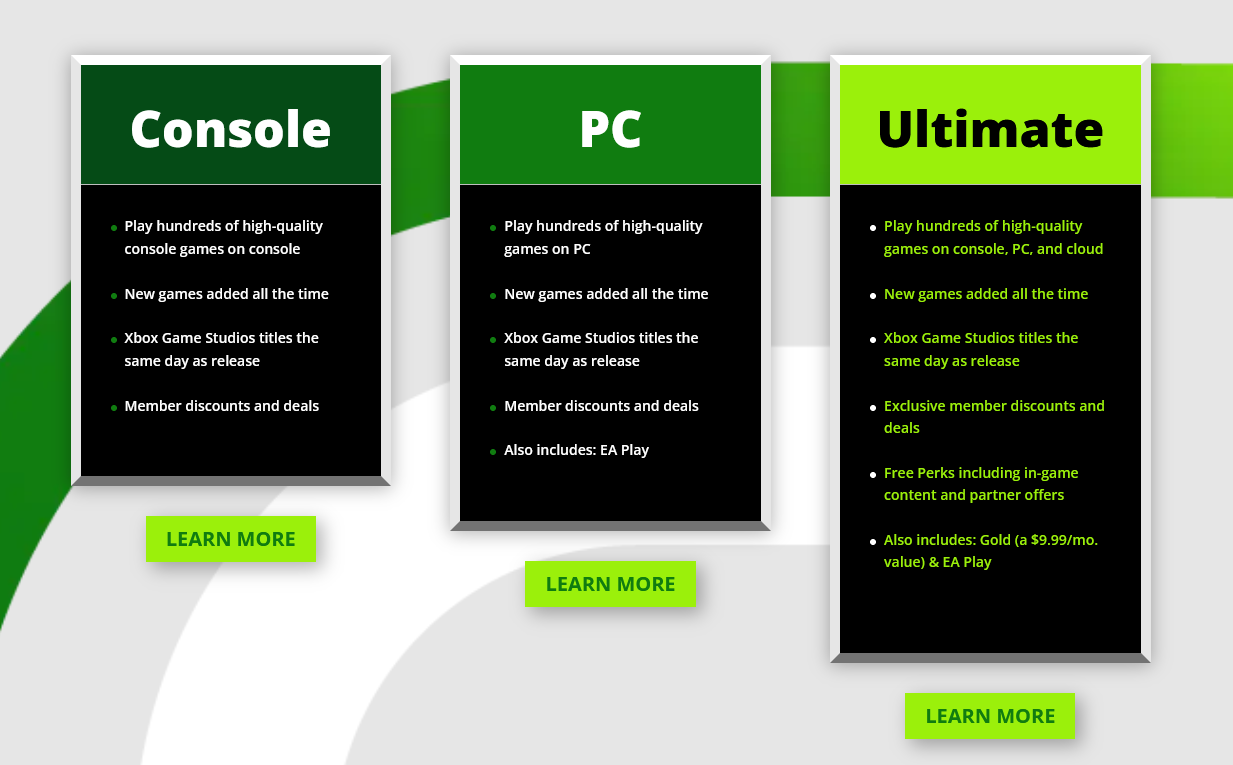 Console
Play hundreds of high-quality
console games on console
New games added all the time
Xbox Game Studios titles the
same day as release
Member discounts and deals
LEARN MORE
PC
Play hundreds of high-quality
games on PC
New games added all the time
Xbox Game Studios titles the
same day as release
Member discounts and deals
Also includes: EA Play
LEARN MORE
Ultimate
Play hundreds of high-quality
games on console, PC, and cloud
New games added all the time
Xbox Game Studios titles the
same day as release
Exclusive member discounts and
deals
Free Perks including in-game
content and partner offers
Also includes: Gold (a $9.99/mo.
value) & EA Play
LEARN MORE